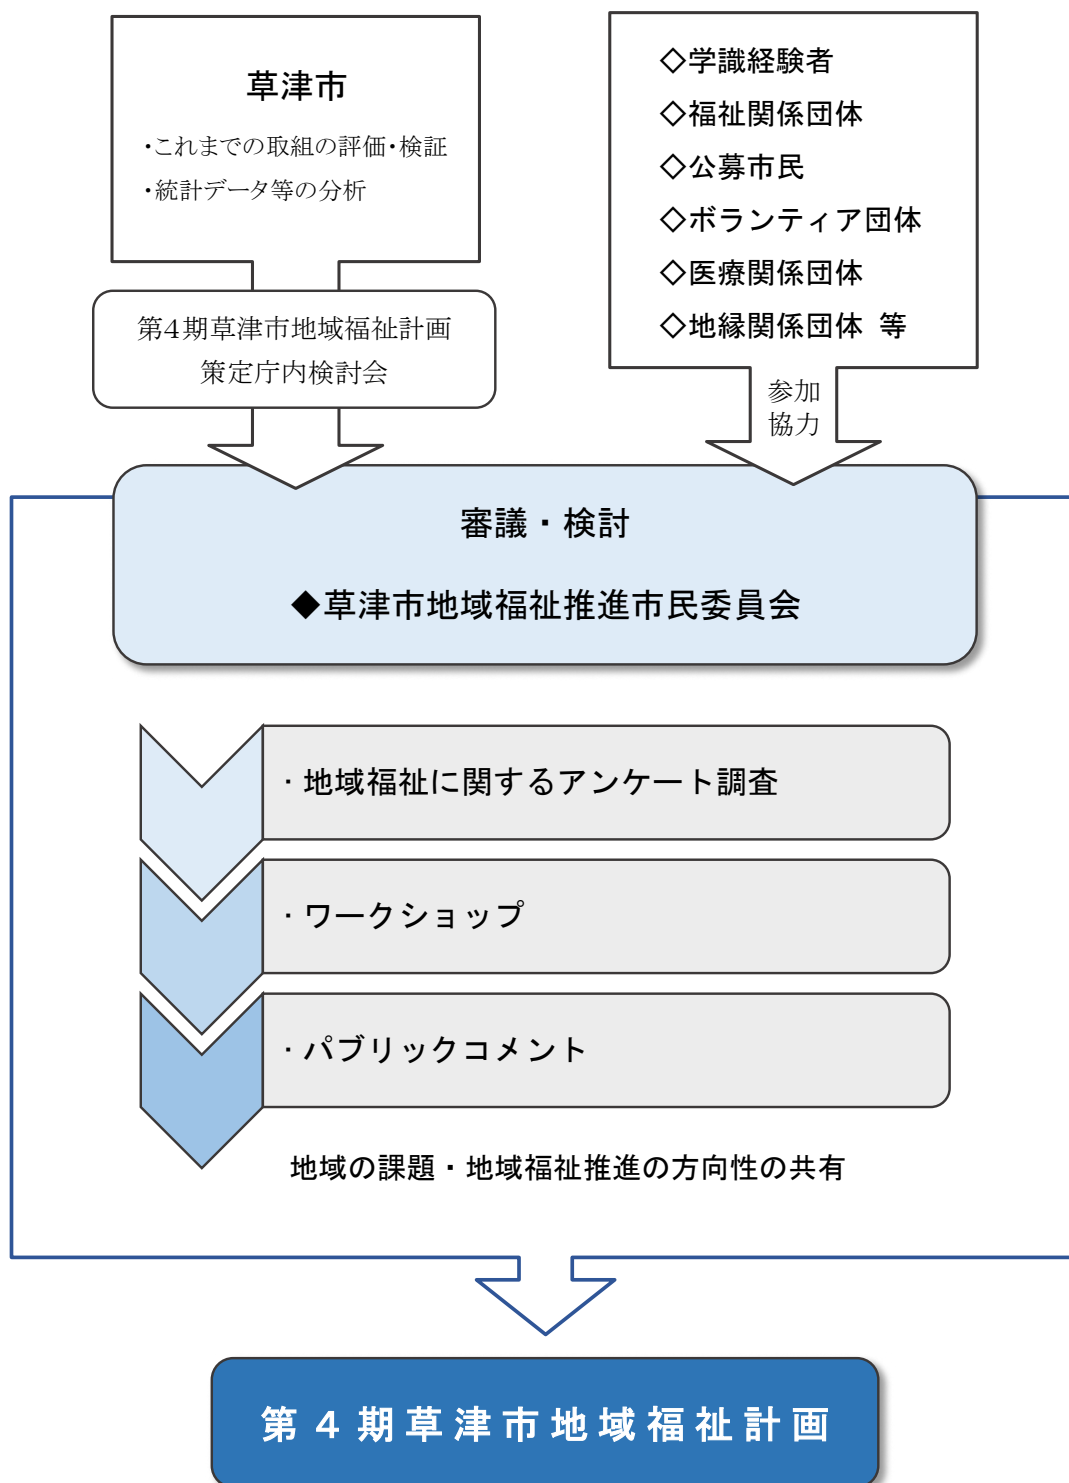 草津市
・これまでの取組の評価・検証
・統計データ等の分析
第4期草津市地域福祉計画
策定庁内検討会
◇学識経験者
◇福祉関係団体
◇公募市民
◇ボランティア団体
◇医療関係団体
◇地縁関係団体 等
参加
協力
審議・検討
◆草津市地域福祉推進市民委員会
・地域福祉に関するアンケート調査
・ワークショップ
・パブリックコメント
地域の課題・地域福祉推進の方向性の共有
第４期草津市地域福祉計画